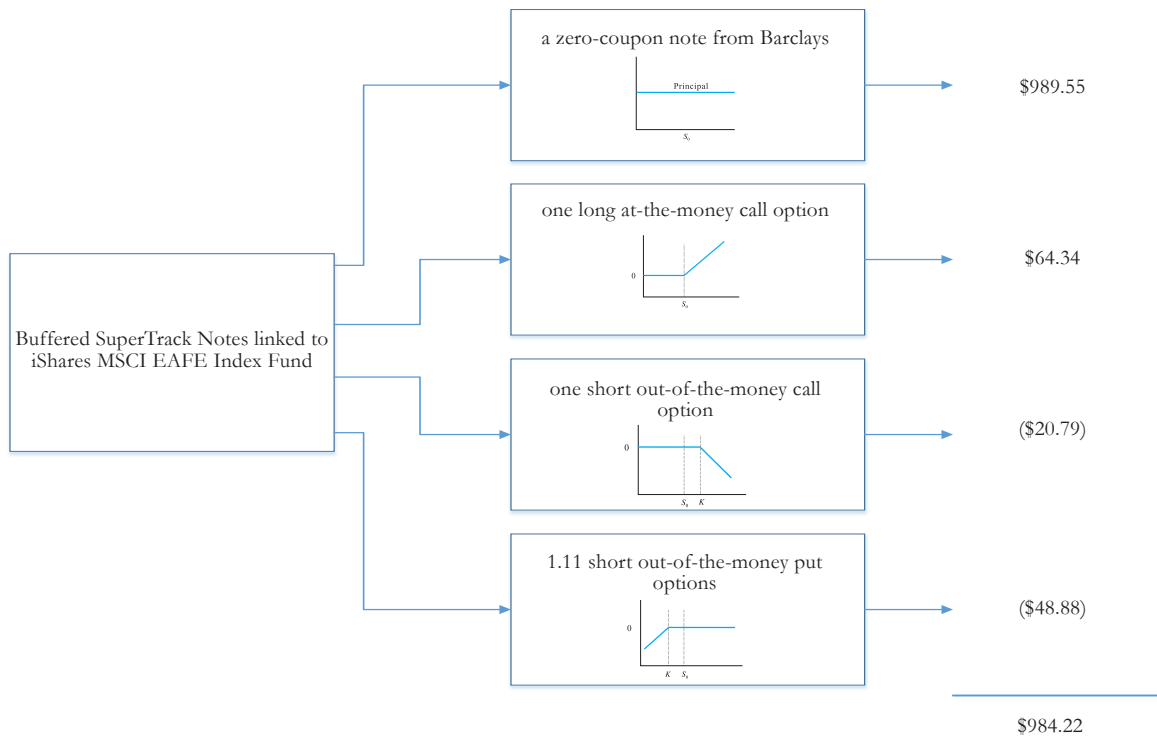 a zero-coupon note from Barclays
Principal
S₀
$989.55
one long at-the-money call option
0
S₀
$64.34
Buffered SuperTrack Notes linked to
iShares MSCI EAFE Index Fund
one short out-of-the-money call
option
0
S₀ K
($20.79)
1.11 short out-of-the-money put
options
0
K S₀
($48.88)
$984.22